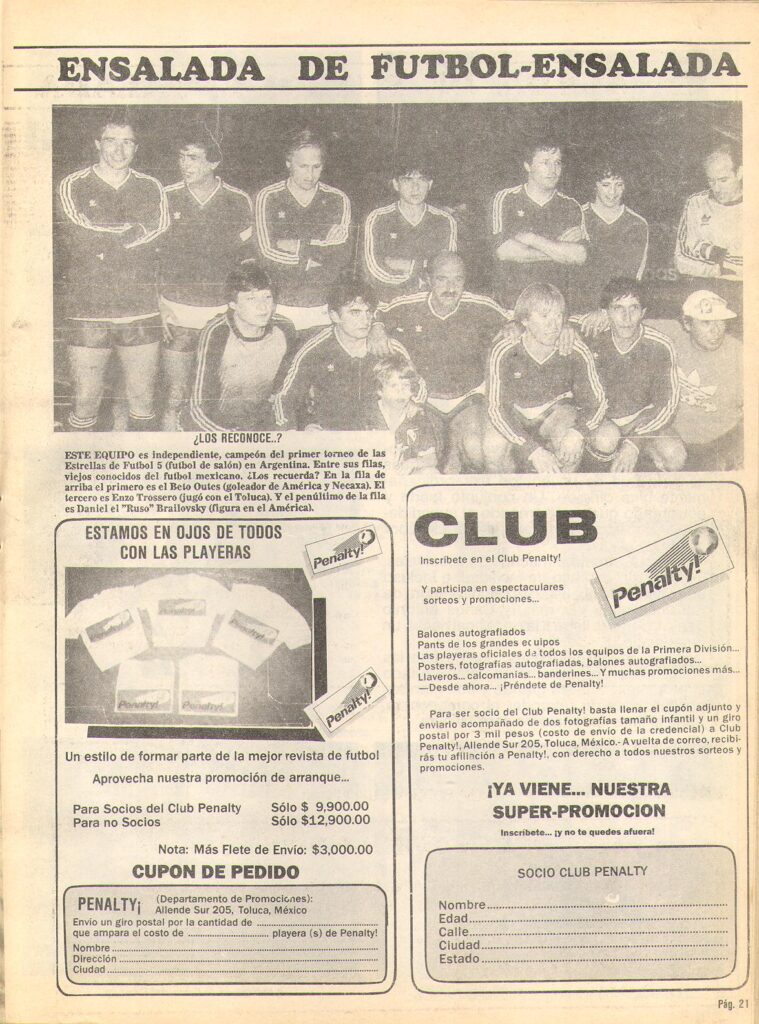 ENSALADA DE FUTBOL-ENSALADA
¿LOS RECONOCE..?
ESTE EQUIPO es independiente, campeón del primer torneo de las
Estrellas de Futbol 5 (futbol de salón) en Argentina. Entre sus filas,
viejos conocidos del futbol mexicano. ¿Los recuerda? En la fila de
arriba el primero es el Beto Outes (goleador de América y Necaxa). El
tercero es Enzo Trossero (jugó con el Toluca). Y el penúltimo de la fila
es Daniel el "Ruso" Brailovsky (figura en el América).
ESTAMOS EN OJOS DE TODOS
CON LAS PLAYERAS
Penalty!
Penalty!
Penalty!
Penalty!
Penalty!
Un estilo de formar parte de la mejor revista de futbol
Aprovecha nuestra promoción de arranque...
Para Socios del Club Penalty Sólo $ 9,900.00
Para no Socios Sólo $12,900.00
Nota: Más Flete de Envío: $3,000.00
CUPON DE PEDIDO
PENALTY¡ (Departamento de Promociones):
Allende Sur 205, Toluca, México
Envío un giro postal por la cantidad de
que ampara el costo de playera (s) de Penalty!
Nombre
Dirección
Ciudad
CLUB
Inscríbete en el Club Penalty!
Penalty!
Y participa en espectaculares
sorteos y promociones...
Balones autografiados
Pants de los grandes equipos
Las playeras oficiales de todos los equipos de la Primera División...
Posters, fotografías autografiadas, balones autografiados...
Llaveros... calcomanías... banderines... Y muchas promociones más...
—Desde ahora... ¡Préndete de Penalty!
Para ser socio del Club Penalty! basta llenar el cupón adjunto y
enviarlo acompañado de dos fotografías tamaño infantil y un giro
postal por 3 mil pesos (costo de envío de la credencial) a Club
Penalty!, Allende Sur 205, Toluca, México.- A vuelta de correo, recibi-
rás tu afilinción a Penalty!, con derecho a todos nuestros sorteos y
promociones.
¡YA VIENE... NUESTRA
SUPER-PROMOCION
Inscríbete... ¡y no te quedes afuera!
SOCIO CLUB PENALTY
Nombre
Edad
Calle
Ciudad
Estado
Pág. 21